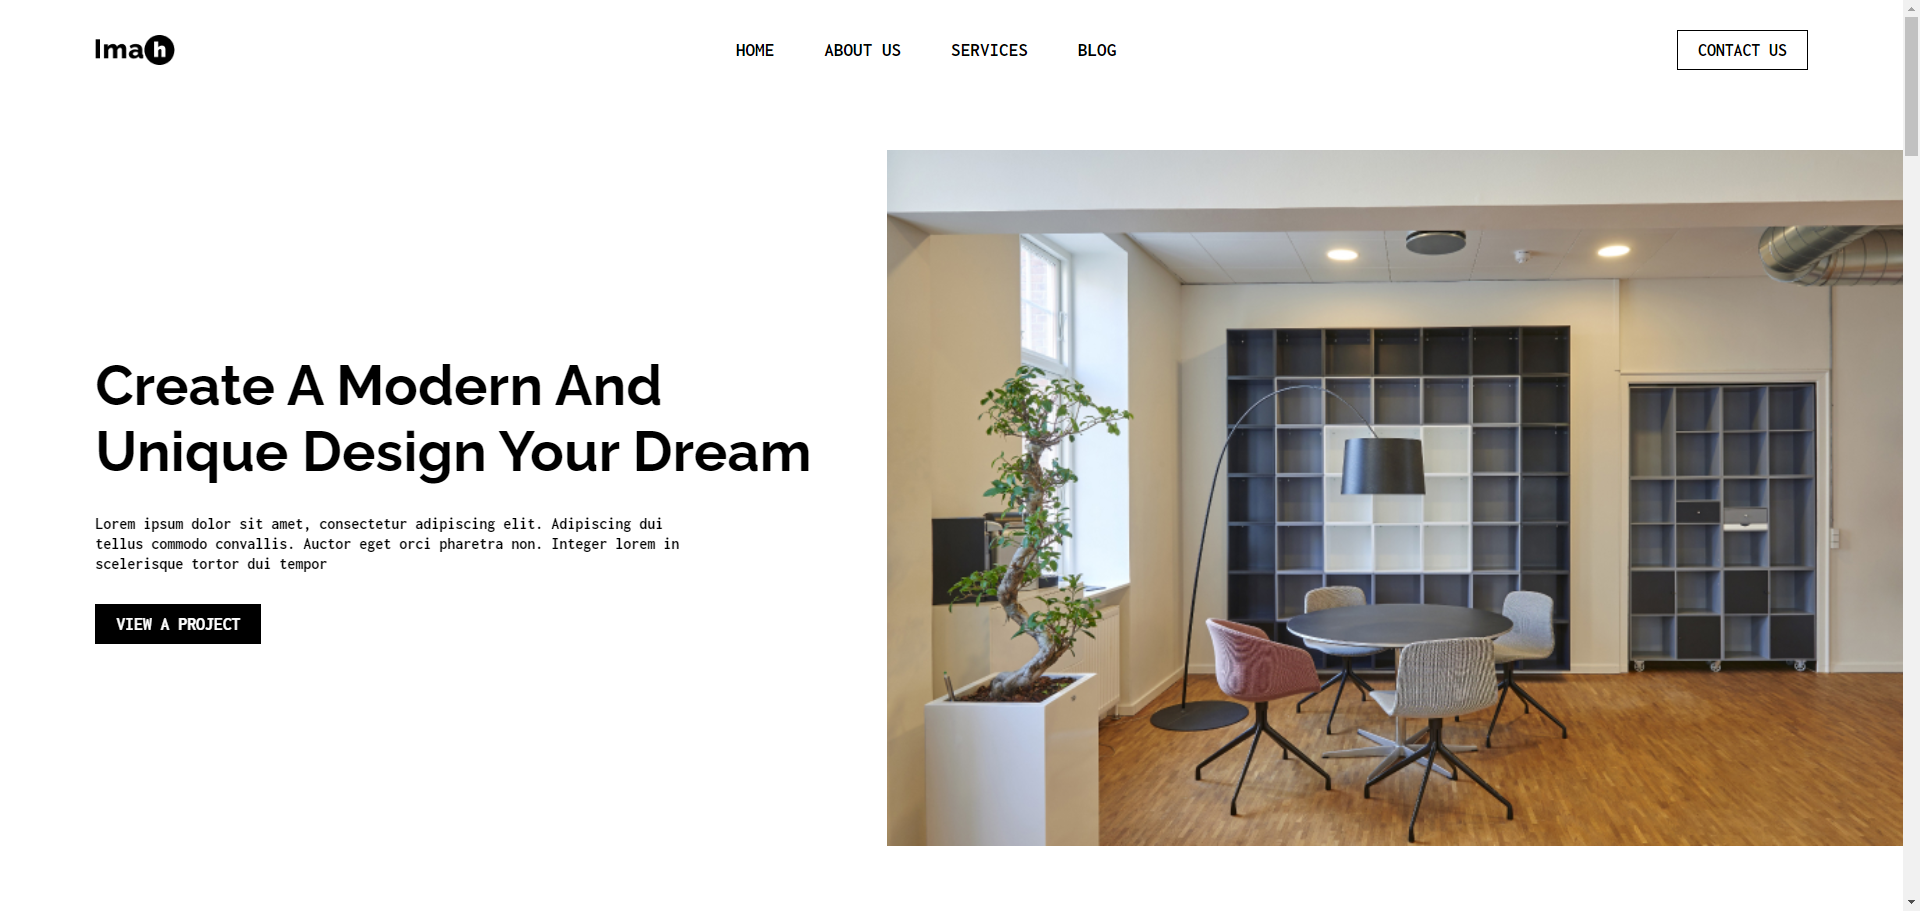 Imah
HOME
ABOUT US
SERVICES
BLOG
CONTACT US
Create A Modern And
Unique Design Your Dream
Lorem ipsum dolor sit amet, consectetur adipiscing elit. Adipiscing dui
tellus commodo convallis. Auctor eget orci pharetra non. Integer lorem in
scelerisque tortor dui tempor
VIEW A PROJECT